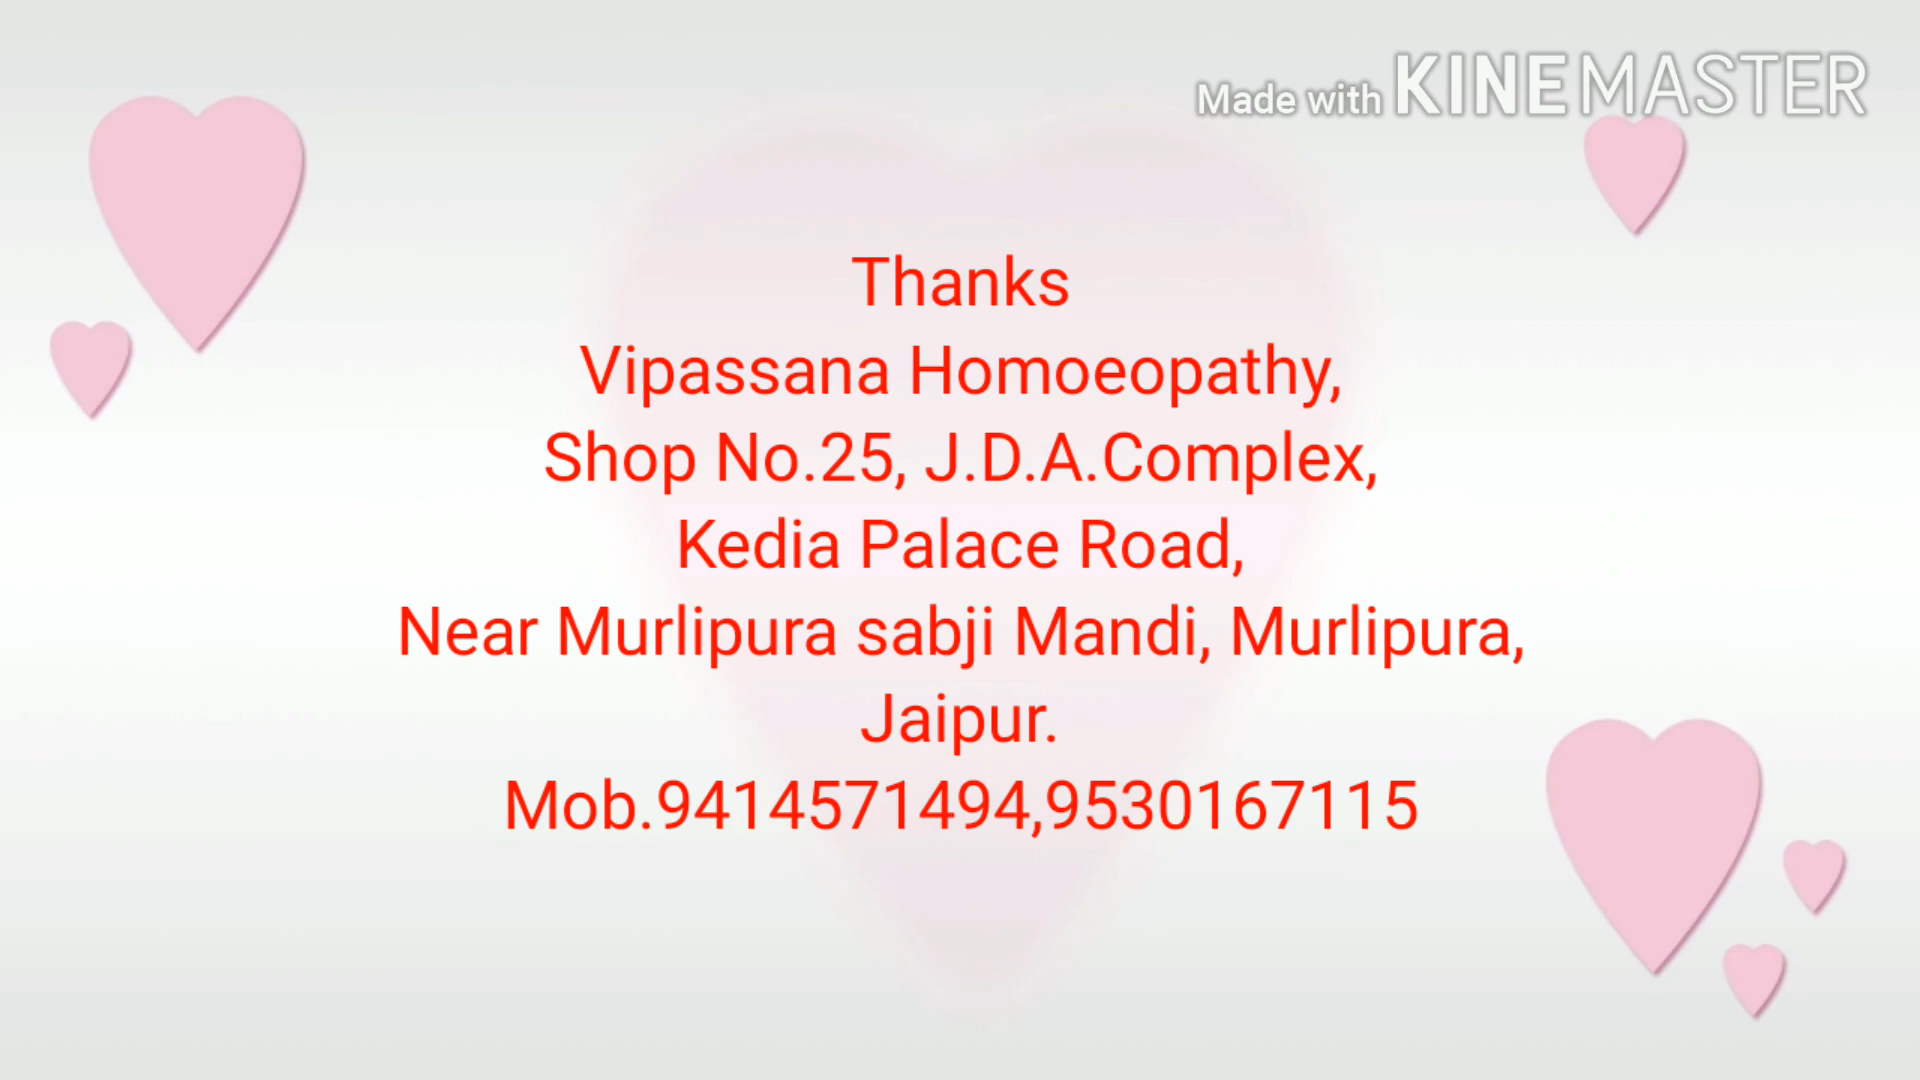 Made with KINEMASTER
Thanks
Vipassana Homoeopathy,
Shop No.25, J.D.A.Complex,
Kedia Palace Road,
Near Murlipura sabji Mandi, Murlipura,
Jaipur.
Mob.9414571494,9530167115